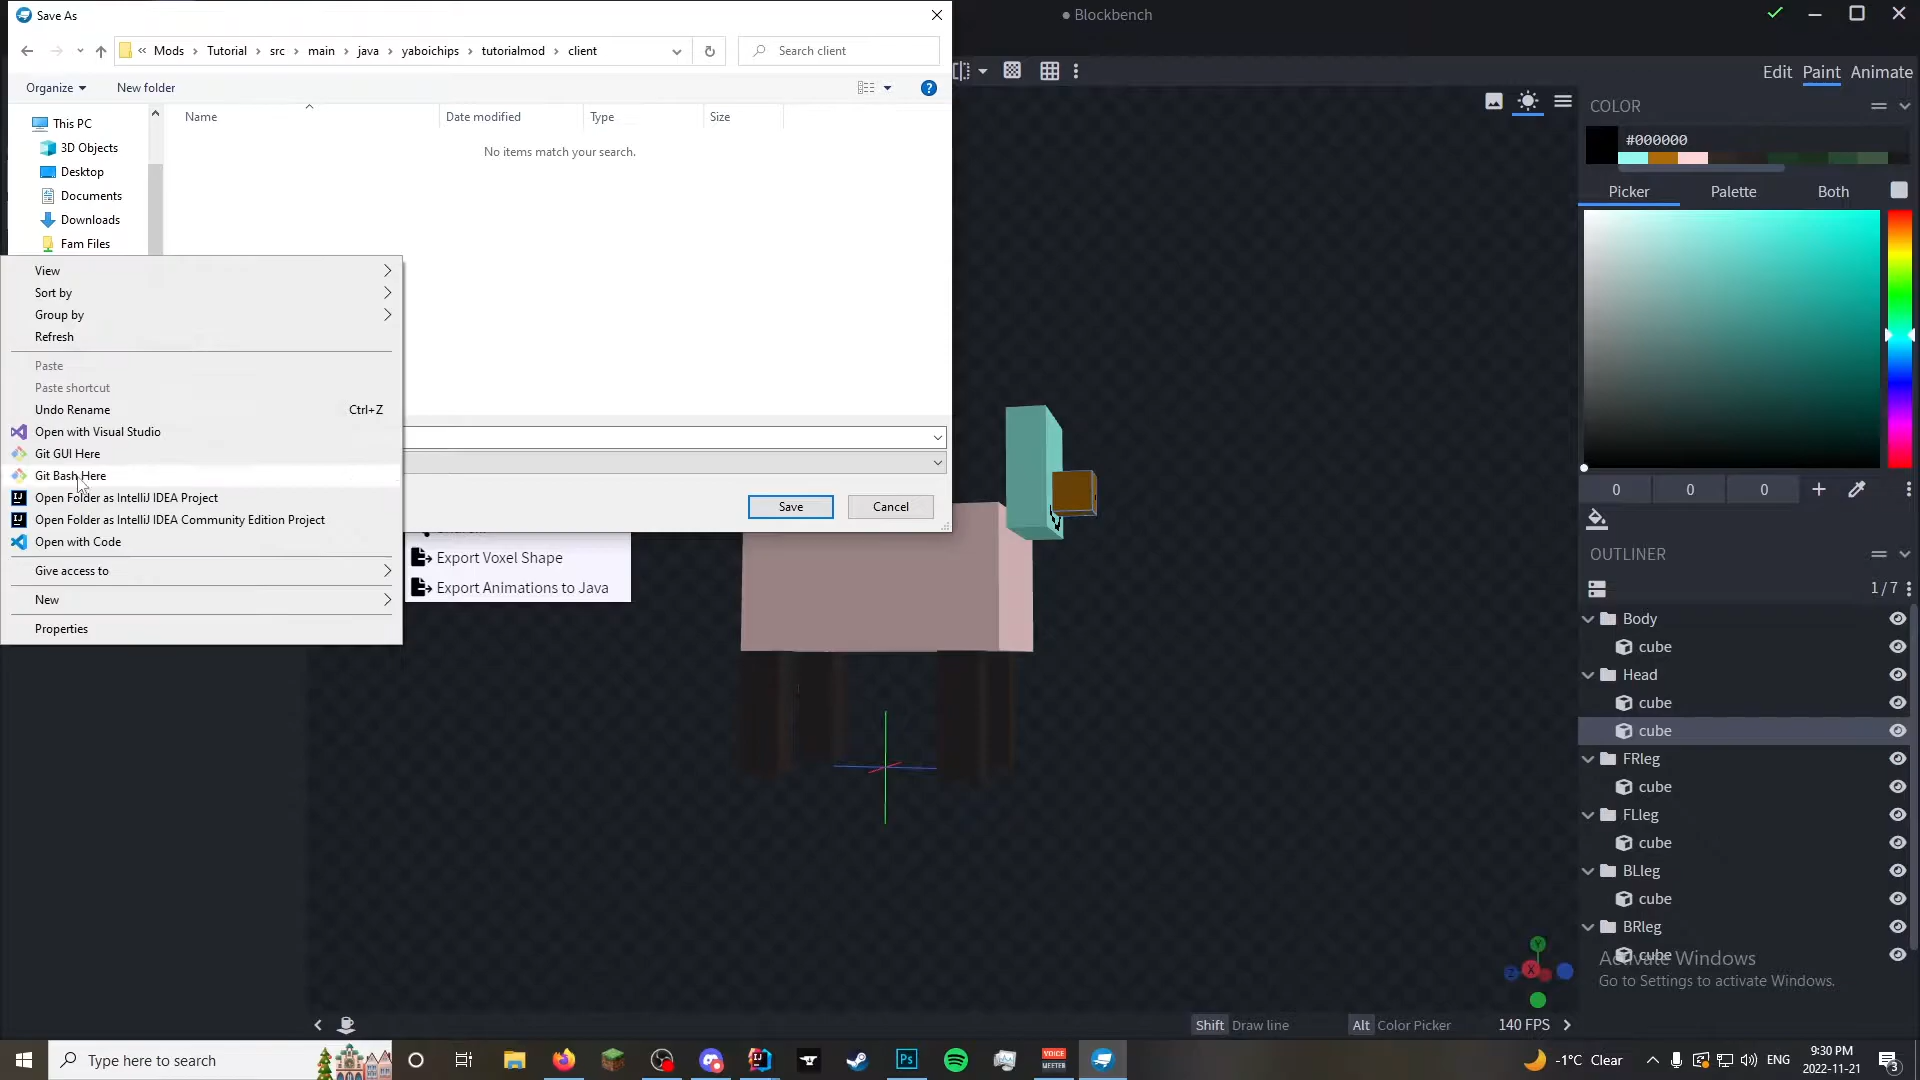 Save As
Blockbench
« Mods > Tutorial > src > main > java > yaboichips > tutorialmod > client
Search client
Organize
New folder
Edit Paint Animate
COLOR
#000000
Name
Date modified
Type
Size
No items match your search.
This PC
3D Objects
Desktop
Documents
Downloads
Fam Files
Picker
Palette
Both
View
Sort by
Group by
Refresh
Paste
Paste shortcut
Undo Rename Ctrl+Z
Open with Visual Studio
Git GUI Here
Git Bash Here
Open Folder as IntelliJ IDEA Project
Open Folder as IntelliJ IDEA Community Edition Project
Open with Code
Give access to
New
Properties
Save
Cancel
Export Voxel Shape
Export Animations to Java
0 0 0
OUTLINER
1 / 7
Body
cube
Head
cube
cube
FRleg
cube
FLleg
cube
BLleg
cube
BRleg
cube
Activate Windows
Go to Settings to activate Windows.
Y
Z
X
Shift Draw line
Alt Color Picker
140 FPS
Type here to search
IJ
Ps
VOICE
MEETER
-1°C Clear
ENG
9:30 PM
2022-11-21
3